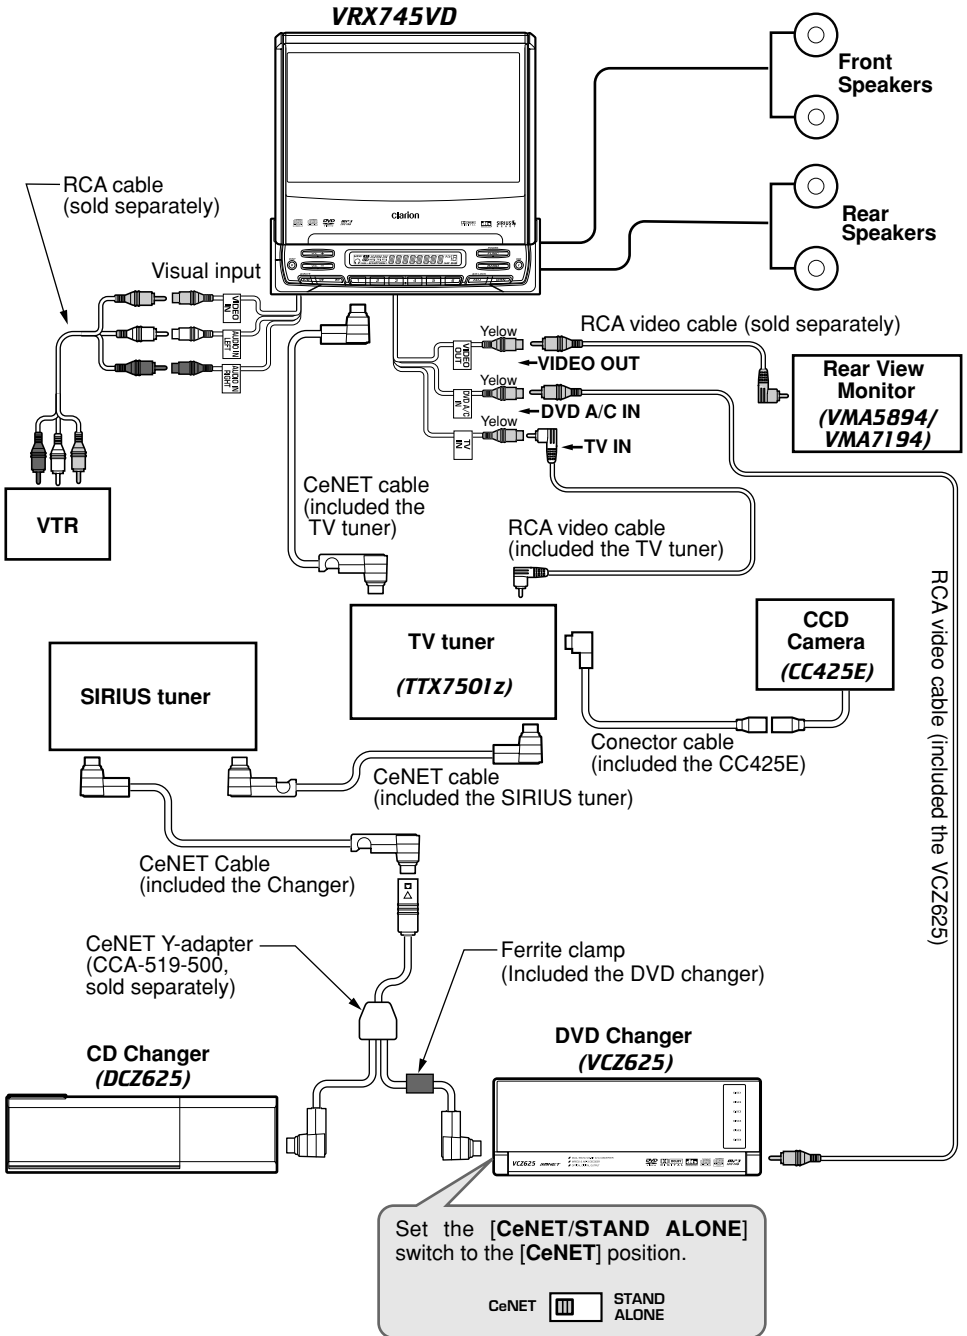 VRX745VD
Front
Speakers
Rear
Speakers
RCA cable
(sold separately)
clarion
Visual input
VIDEO
IN
AUDIO IN
LEFT
AUDIO IN
RIGHT
Yelow
VIDEO
OUT
VIDEO OUT
RCA video cable (sold separately)
Yelow
DVD A/C
IN
DVD A/C IN
Yelow
TV
IN
TV IN
Rear View
Monitor
(VMA5894/
VMA7194)
VTR
CeNET cable
(included the
TV tuner)
RCA video cable
(included the TV tuner)
RCA video cable (included the VCZ625)
TV tuner
(TTX7501z)
CCD
Camera
(CC425E)
SIRIUS tuner
Conector cable
(included the CC425E)
CeNET cable
(included the SIRIUS tuner)
CeNET Cable
(included the Changer)
CeNET Y-adapter
(CCA-519-500,
sold separately)
Ferrite clamp
(Included the DVD changer)
CD Changer
(DCZ625)
DVD Changer
(VCZ625)
VCZ625
Set the [CeNET/STAND ALONE]
switch to the [CeNET] position.
CeNET
STAND
ALONE